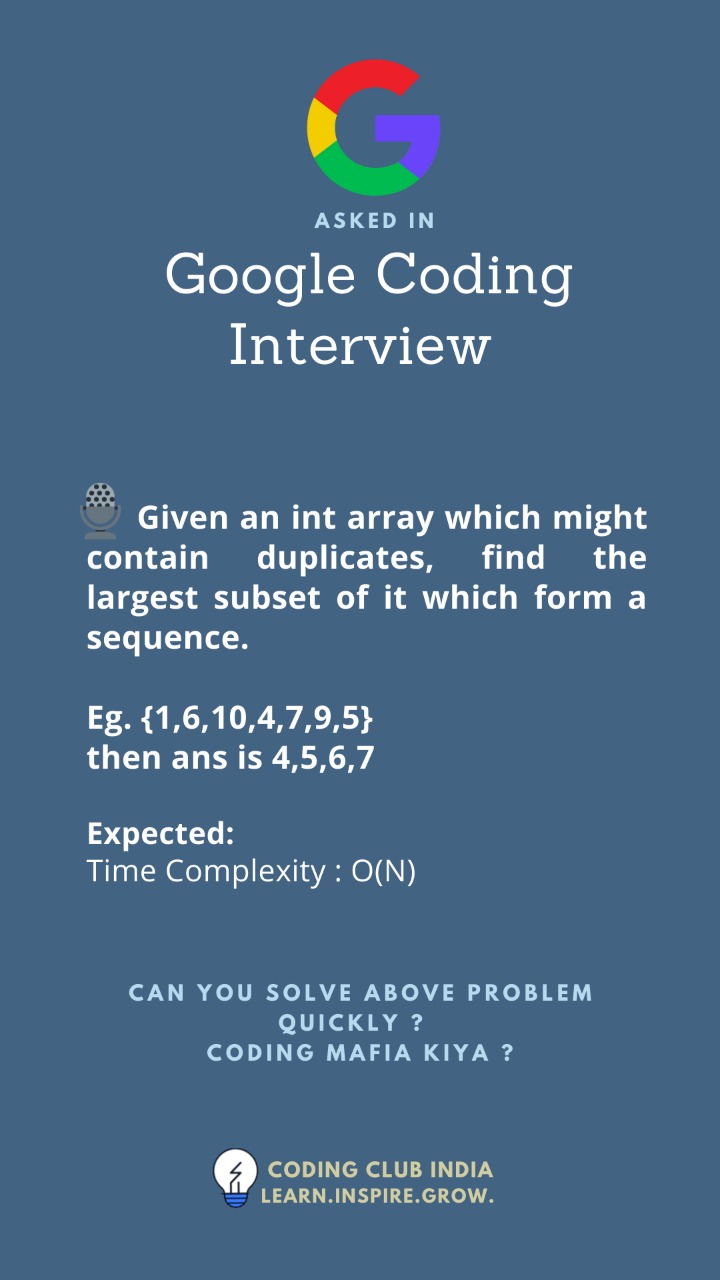 ASKED IN
Google Coding
Interview
Given an int array which might
contain duplicates, find the
largest subset of it which form a
sequence.
Eg. {1,6,10,4,7,9,5}
then ans is 4,5,6,7
Expected:
Time Complexity : O(N)
CAN YOU SOLVE ABOVE PROBLEM
QUICKLY ?
CODING MAFIA KIYA ?
CODING CLUB INDIA
LEARN.INSPIRE.GROW.